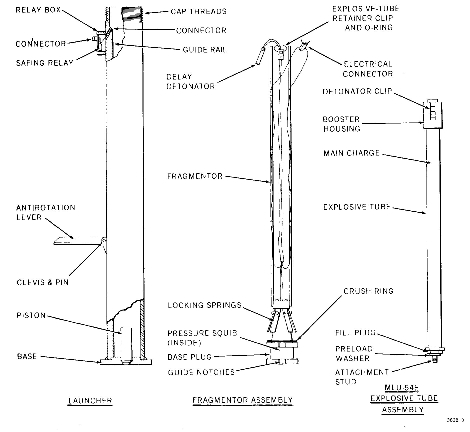 RELAY BOX
CONNECTOR
SAFING RELAY
CAP THREADS
CONNECTOR
GUIDE RAIL
ANTIROTATION
LEVER
CLEVIS & PIN
PISTON
BASE
LAUNCHER
EXPLOSIVE-TUBE
RETAINER CLIP
AND O-RING
DELAY
DETONATOR
ELECTRICAL
CONNECTOR
FRAGMENTOR
LOCKING SPRINGS
CRUSH RING
PRESSURE SQUIB
(INSIDE)
BASE PLUG
GUIDE NOTCHES
FRAGMENTOR ASSEMBLY
DETONATOR CLIP
BOOSTER
HOUSING
MAIN CHARGE
EXPLOSIVE TUBE
FILL PLUG
PRELOAD
WASHER
ATTACHMENT
STUD
EXPLOSIVE TUBE
ASSEMBLY